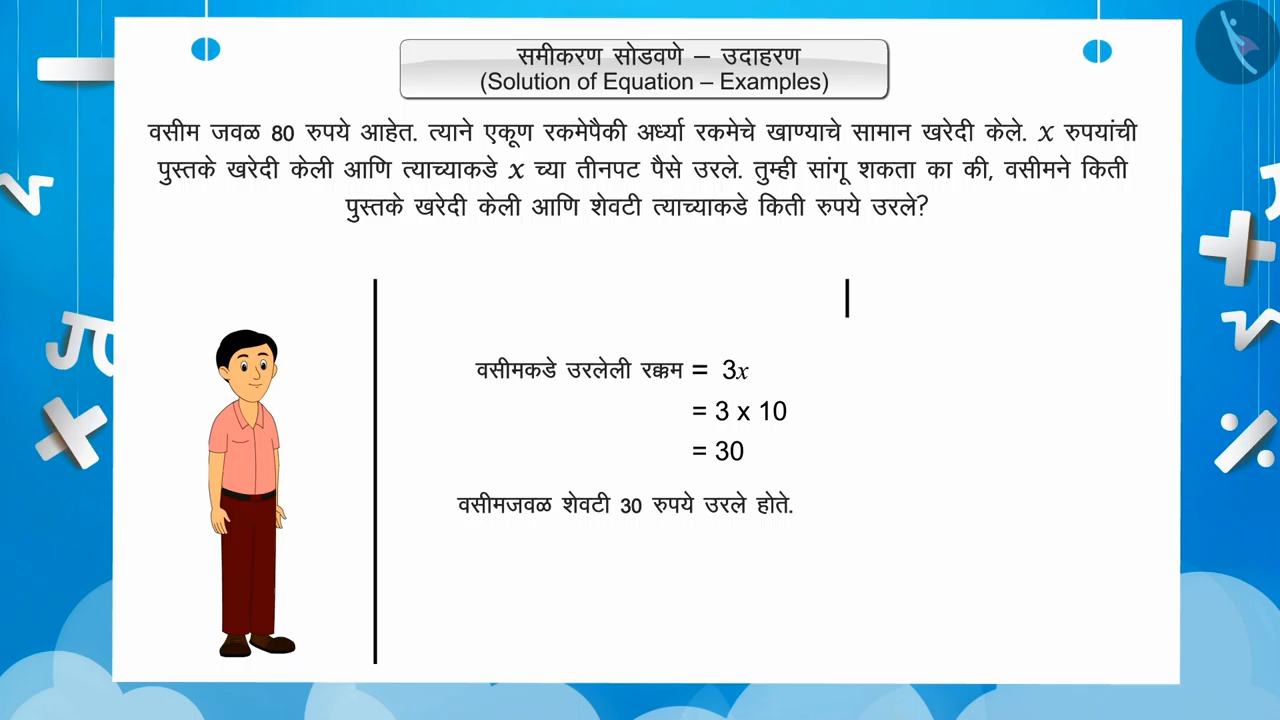 समीकरण सोडवणे – उदाहरण
(Solution of Equation – Examples)
वसीम जवळ 80 रुपये आहेत. त्याने एकूण रकमेपैकी अर्ध्या रकमेचे खाण्याचे सामान खरेदी केले. x रुपयांची
पुस्तके खरेदी केली आणि त्याच्याकडे x च्या तीनपट पैसे उरले. तुम्ही सांगू शकता का की, वसीमने किती
पुस्तके खरेदी केली आणि शेवटी त्याच्याकडे किती रुपये उरले?
वसीमकडे उरलेली रक्कम = 3x
= 3 x 10
= 30
वसीमजवळ शेवटी 30 रुपये उरले होते.